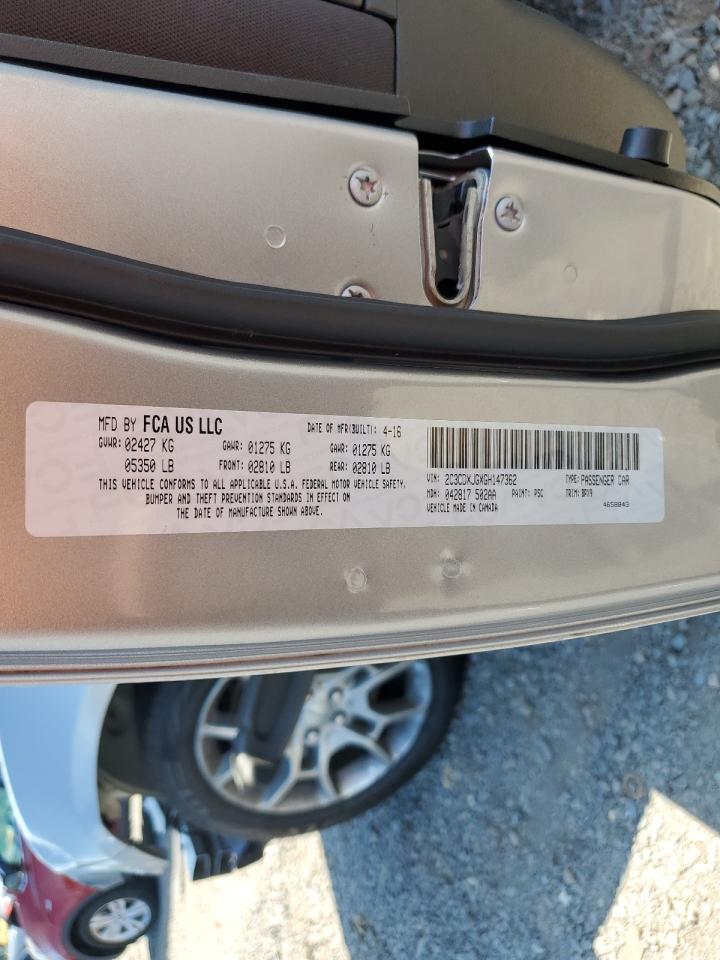 MFD BY FCA US LLC DATE OF MFR(BUILT): 4-16
GVWR: 02427 KG GAWR: 01275 KG GAWR: 01275 KG
05350 LB FRONT: 02810 LB REAR: 02810 LB
THIS VEHICLE CONFORMS TO ALL APPLICABLE U.S.A. FEDERAL MOTOR VEHICLE SAFETY,
BUMPER AND THEFT PREVENTION STANDARDS IN EFFECT ON
THE DATE OF MANUFACTURE SHOWN ABOVE.
VIN: 2C3CDXJGXGH147362 TYPE: PASSENGER CAR
MDH: 042817 502AA PAINT: PSC TRIM: BPX9
VEHICLE MADE IN CANADA 4658843